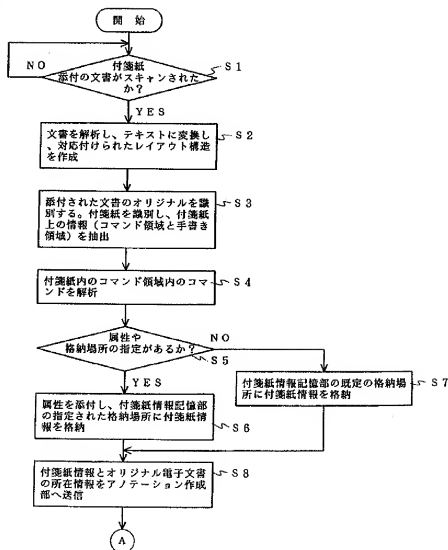 開始
付箋紙
添付の文書がスキャンされた
か？
S1
NO
YES
文書を解析し、テキストに変換し
、対応付けられたレイアウト構造
を作成
S2
添付された文書のオリジナルを識
別する。付箋紙を識別し、付箋紙
上の情報（コマンド領域と手書き
領域）を抽出
S3
付箋紙内のコマンド領域内のコマ
ンドを解析
S4
属性や
格納場所の指定があるか？
S5
NO
YES
属性を添付し、付箋紙情報記憶部
の指定された格納場所に付箋紙情
報を格納
S6
付箋紙情報記憶部の既定の格納場
所に付箋紙情報を格納
S7
付箋紙情報とオリジナル電子文書
の所在情報をアノテーション作成
部へ送信
S8
A